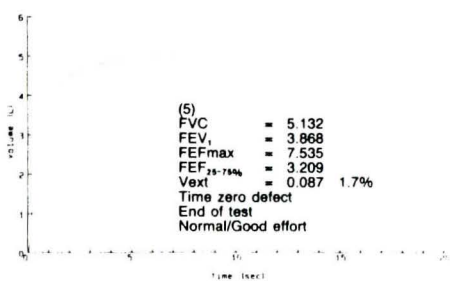 6
5
4
3
2
1
0
volume (L)
(5)
FVC = 5.132
FEV₁ = 3.868
FEFmax = 7.535
FEF₂₅₋₇₅% = 3.209
Vext = 0.087 1.7%
Time zero defect
End of test
Normal/Good effort
5 10 15 20
Time (sec)